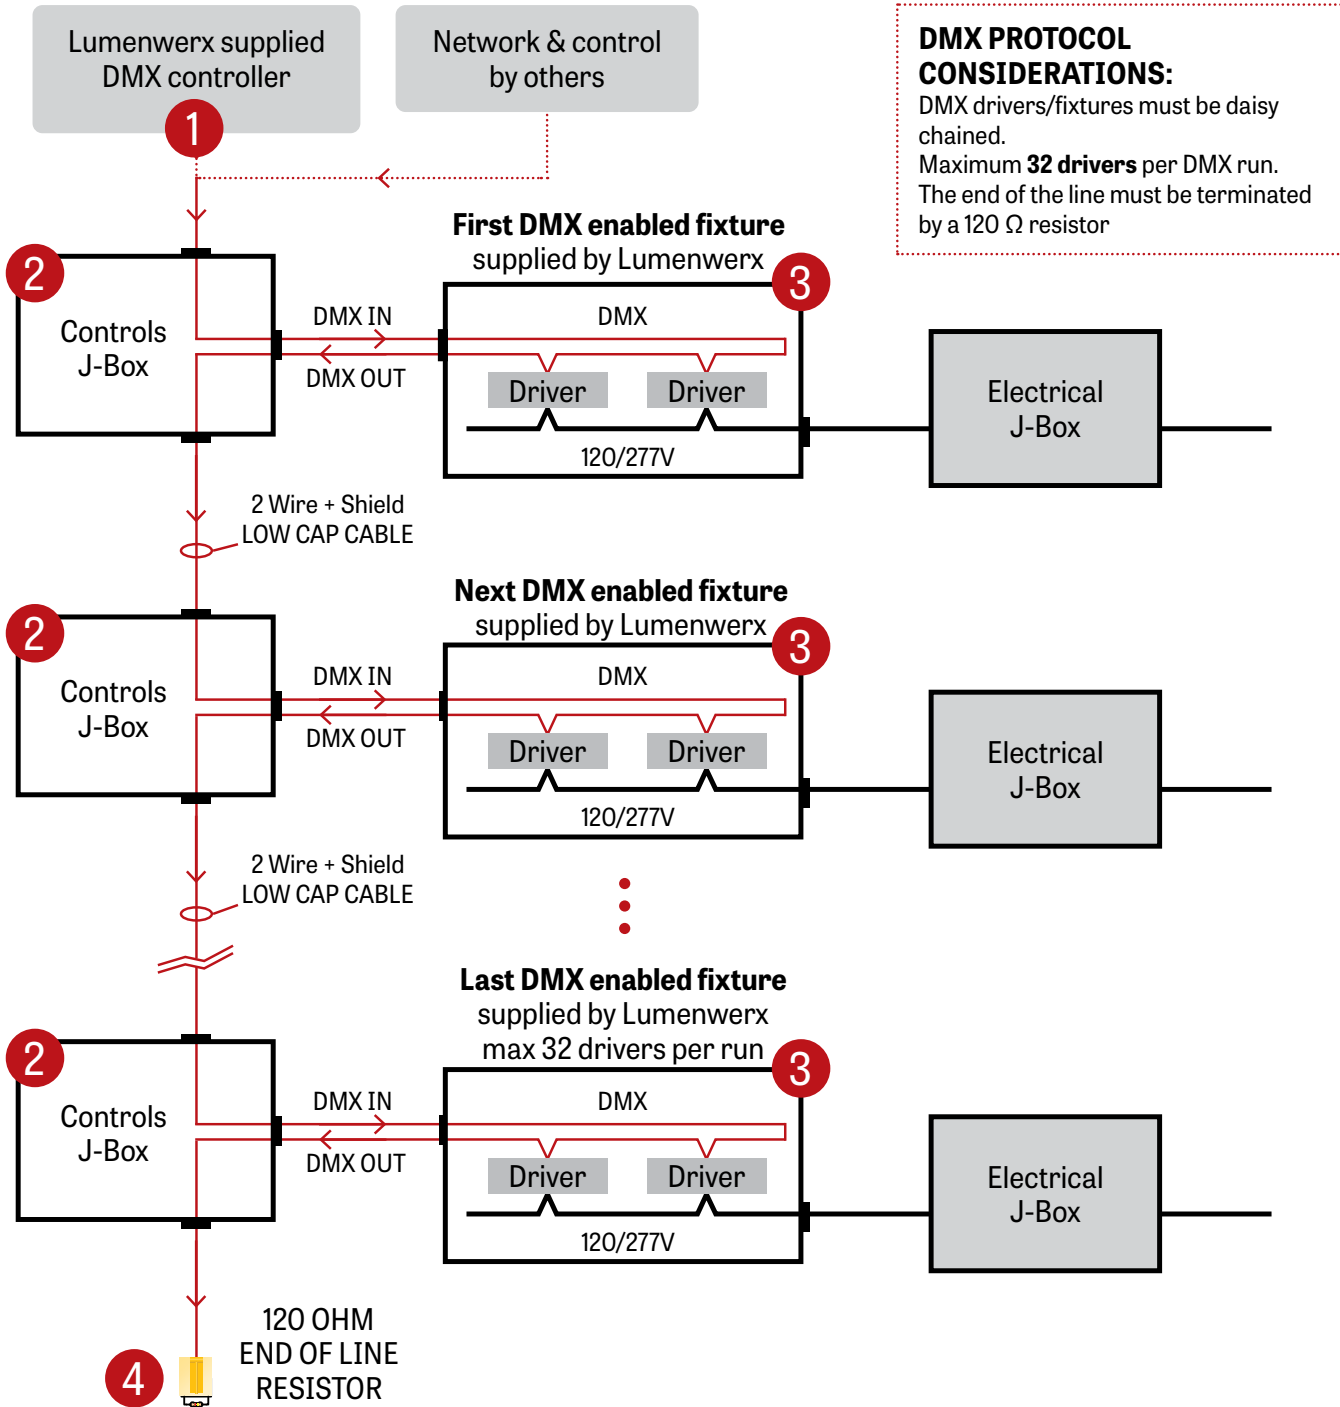 Lumenwerx supplied
DMX controller
1
Network & control
by others
DMX PROTOCOL
CONSIDERATIONS:
DMX drivers/fixtures must be daisy
chained.
Maximum 32 drivers per DMX run.
The end of the line must be terminated
by a 120 Ω resistor
2
Controls
J-Box
DMX IN
DMX OUT
First DMX enabled fixture
supplied by Lumenwerx
3
DMX
Driver
Driver
120/277V
Electrical
J-Box
2 Wire + Shield
LOW CAP CABLE
2
Controls
J-Box
DMX IN
DMX OUT
Next DMX enabled fixture
supplied by Lumenwerx
3
DMX
Driver
Driver
120/277V
Electrical
J-Box
2 Wire + Shield
LOW CAP CABLE
2
Controls
J-Box
DMX IN
DMX OUT
Last DMX enabled fixture
supplied by Lumenwerx
max 32 drivers per run
3
DMX
Driver
Driver
120/277V
Electrical
J-Box
4
120 OHM
END OF LINE
RESISTOR